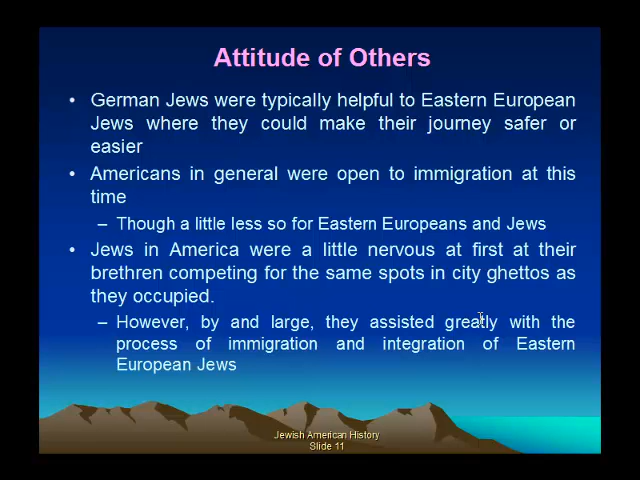 Attitude of Others
• German Jews were typically helpful to Eastern European
Jews where they could make their journey safer or
easier
• Americans in general were open to immigration at this
time
– Though a little less so for Eastern Europeans and Jews
• Jews in America were a little nervous at first at their
brethren competing for the same spots in city ghettos as
they occupied.
– However, by and large, they assisted greatly with the
process of immigration and integration of Eastern
European Jews
Jewish American History
Slide 11